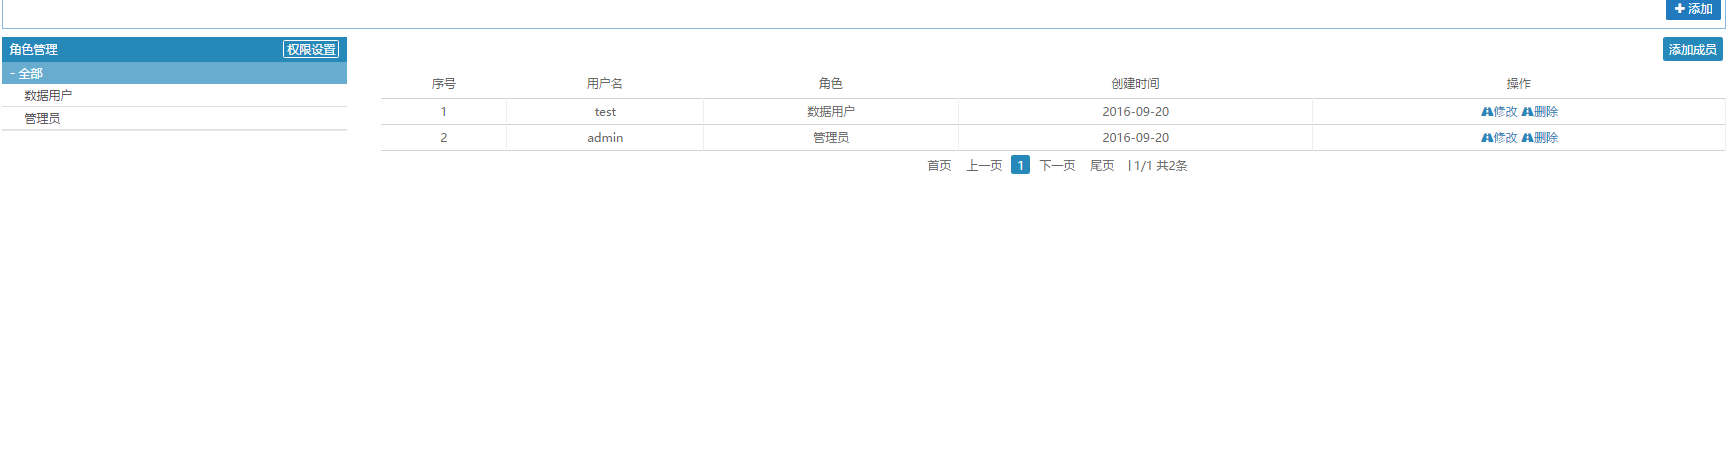 添加
角色管理 权限设置 添加成员
- 全部
数据用户
管理员
序号 用户名 角色 创建时间 操作
1 test 数据用户 2016-09-20 修改 删除
2 admin 管理员 2016-09-20 修改 删除
首页 上一页 1 下一页 尾页 | 1/1 共2条